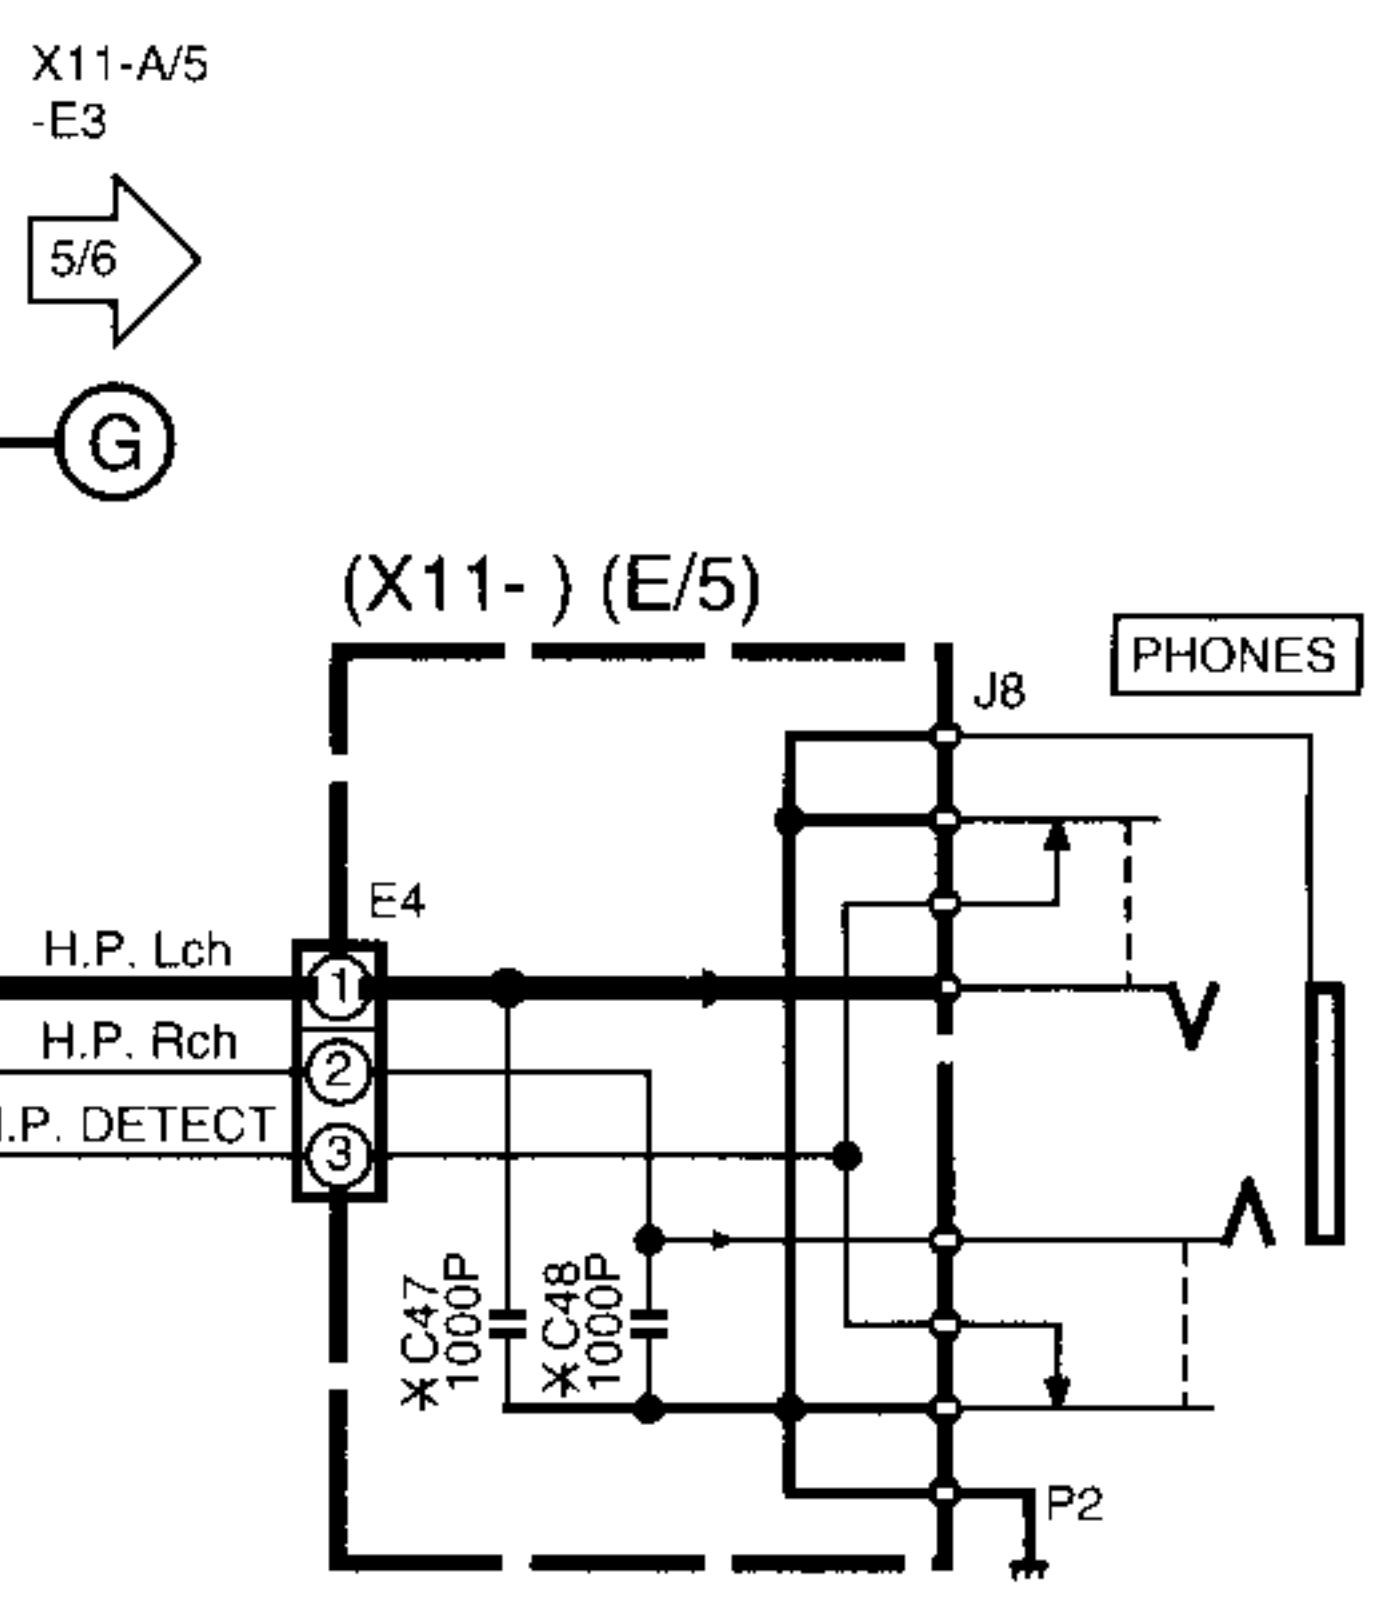 X11-A/5
-E3
5/6
G
(X11- ) (E/5)
PHONES
J8
E4
H.P. Lch
1
H.P. Rch
2
.P. DETECT
3
*C47
1000P
*C48
1000P
P2